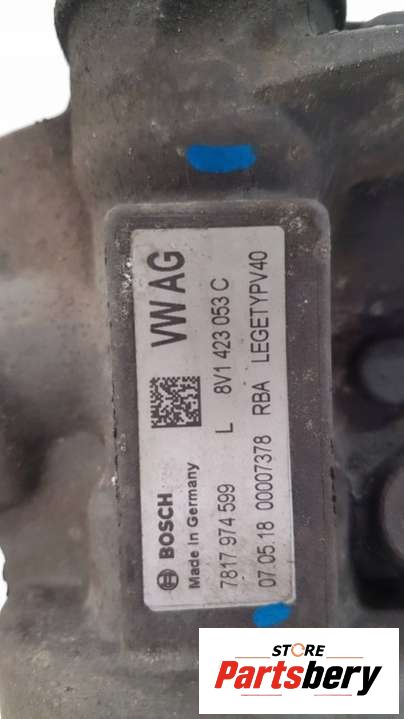 VW AG
L 8V1 423 053 C
BOSCH
Made In Germany
7817 974 599
07.05.18 00007378 RBA LEGETYPV40
STORE
Partsbery